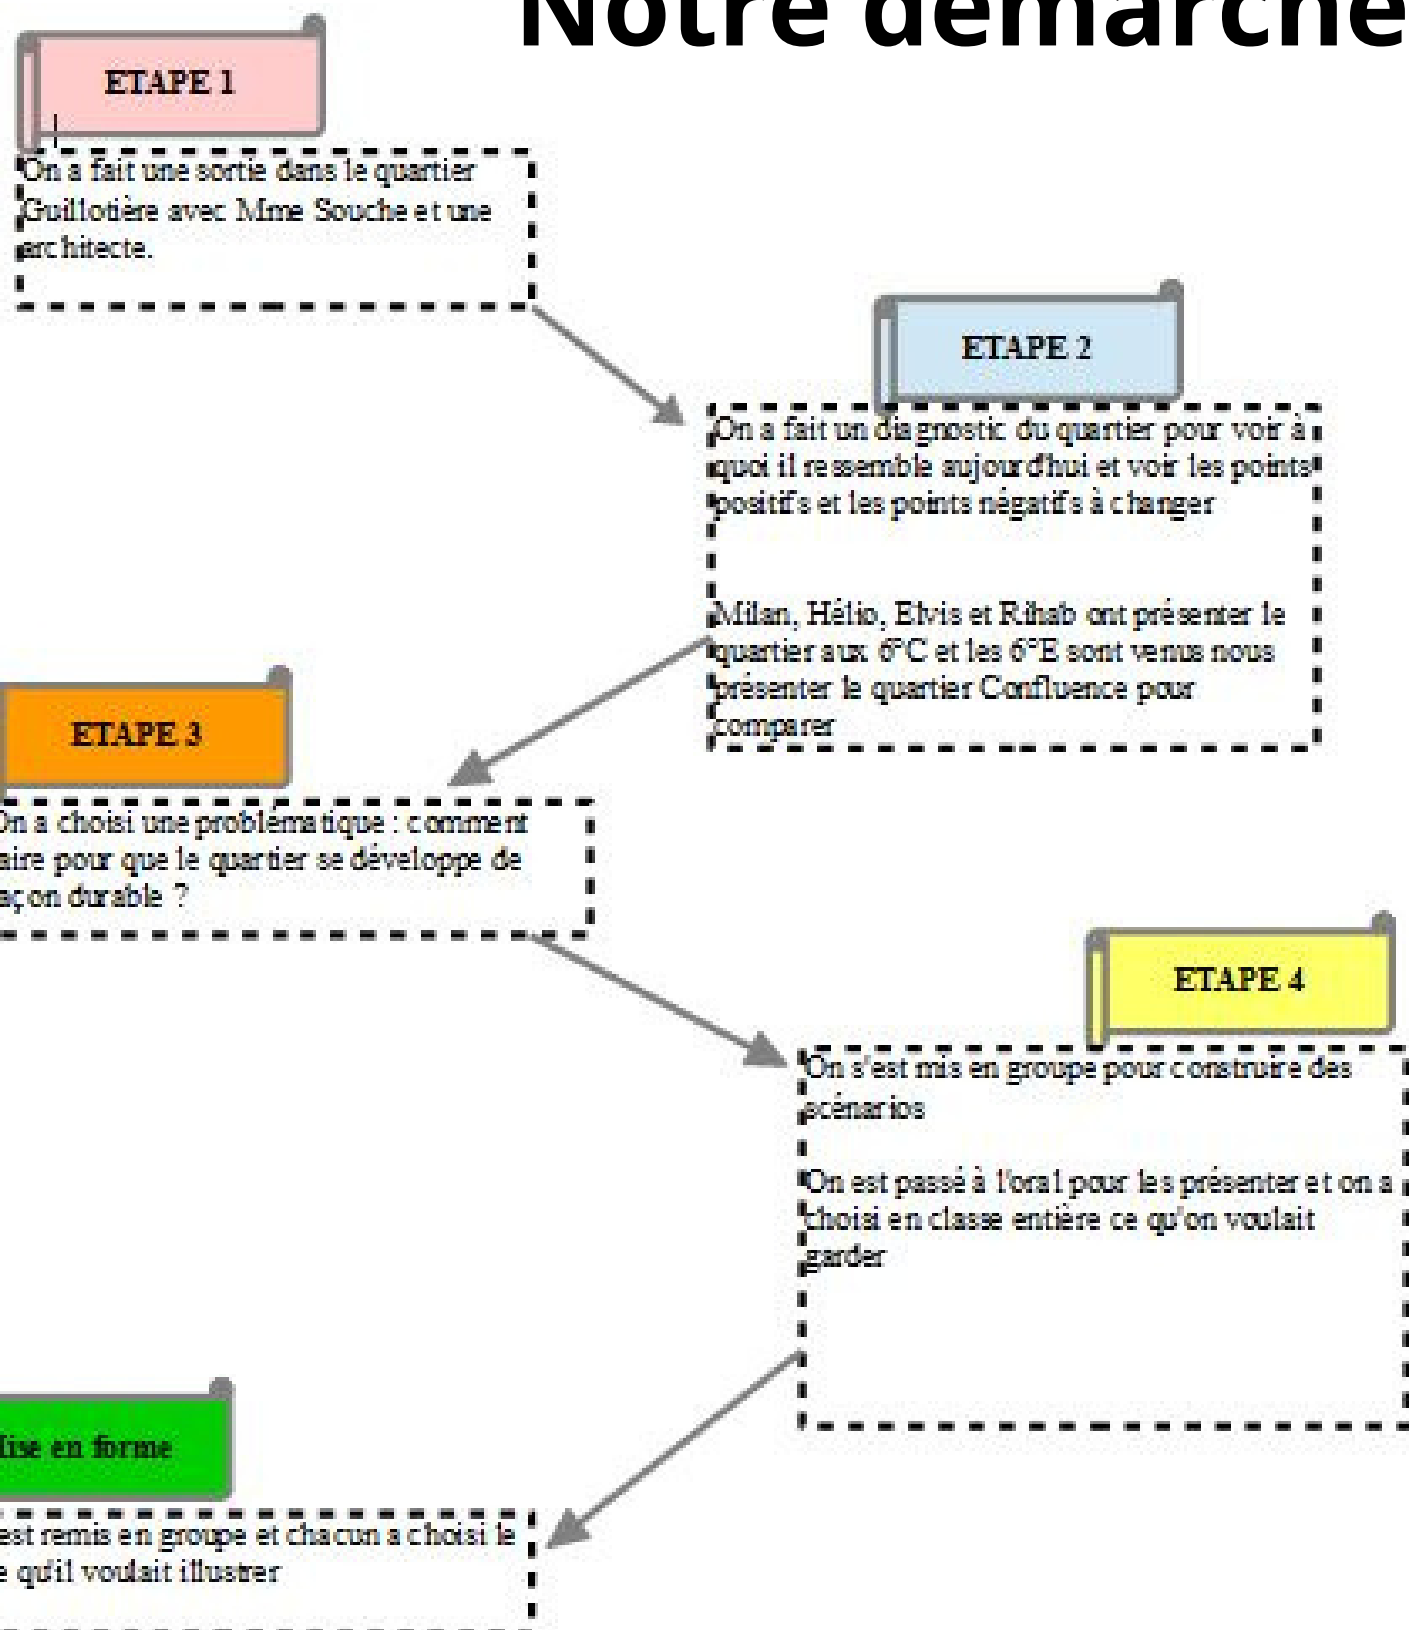 Notre démarche
ETAPE 1
On a fait une sortie dans le quartier
Guillotière avec Mme Souche et une
architecte.
ETAPE 2
On a fait un diagnostic du quartier pour voir à
quoi il ressemble aujourd'hui et voir les points
positifs et les points négatifs à changer
Milan, Hélio, Elvis et Rihab ont présenter le
quartier aux 6°C et les 6°E sont venus nous
présenter le quartier Confluence pour
comparer
ETAPE 3
On a choisi une problématique : comment
aire pour que le quartier se développe de
açon durable ?
ETAPE 4
On s'est mis en groupe pour construire des
scénarios
On est passé à l'oral pour les présenter et on a
choisi en classe entière ce qu'on voulait
garder
ise en forme
est remis en groupe et chacun a choisi le
e qu'il voulait illustrer